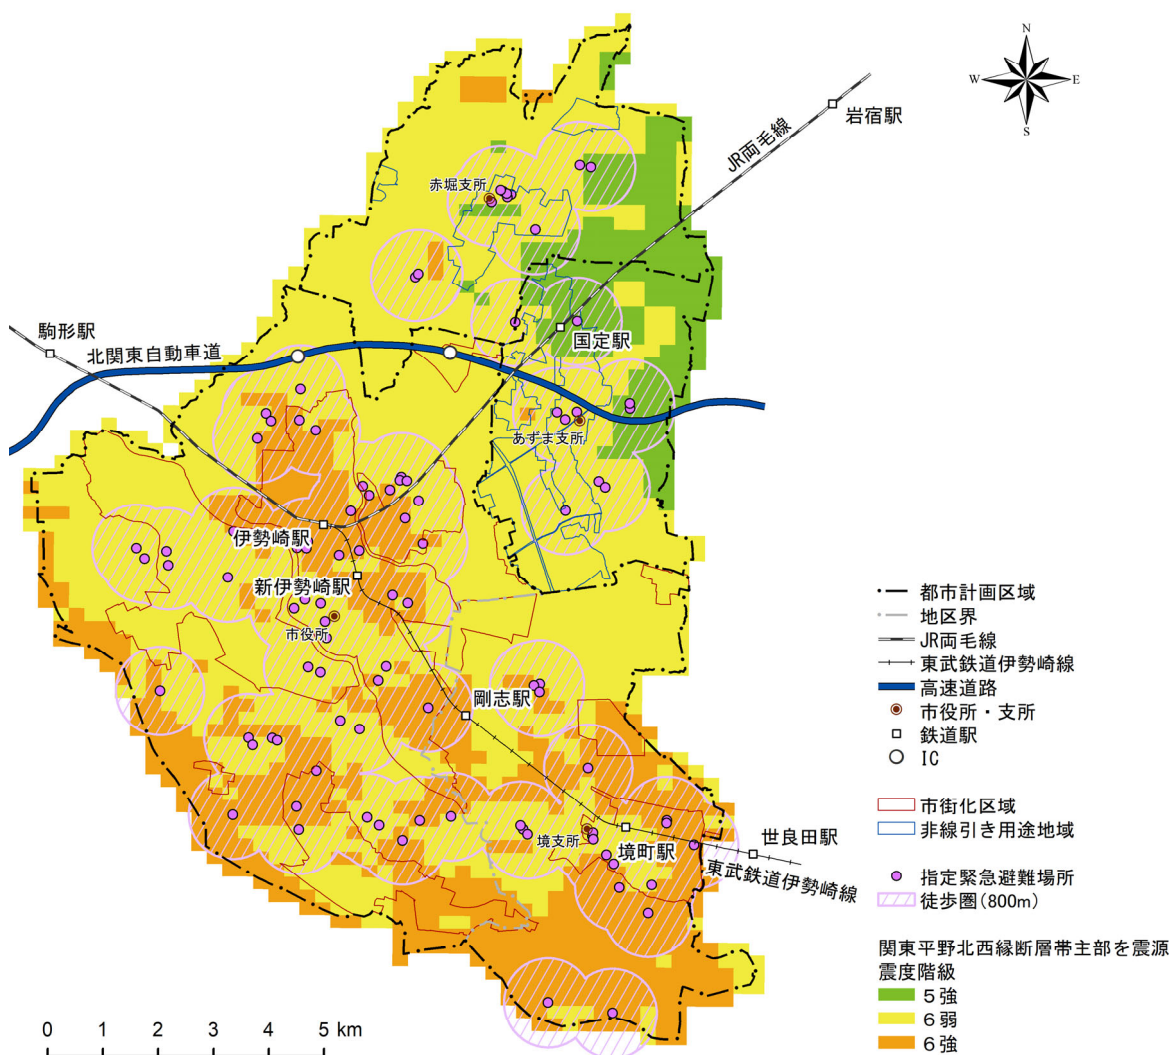 N
W
E
S
岩宿駅
JR両毛線
赤堀支所
駒形駅
北関東自動車道
国定駅
あずま支所
伊勢崎駅
新伊勢崎駅
市役所
剛志駅
境支所
境町駅
世良田駅
東武鉄道伊勢崎線
都市計画区域
地区界
JR両毛線
東武鉄道伊勢崎線
高速道路
市役所・支所
鉄道駅
IC
市街化区域
非線引き用途地域
指定緊急避難場所
徒歩圏(800m)
関東平野北西縁断層帯主部を震源
震度階級
5強
6弱
6強
0 1 2 3 4 5 km